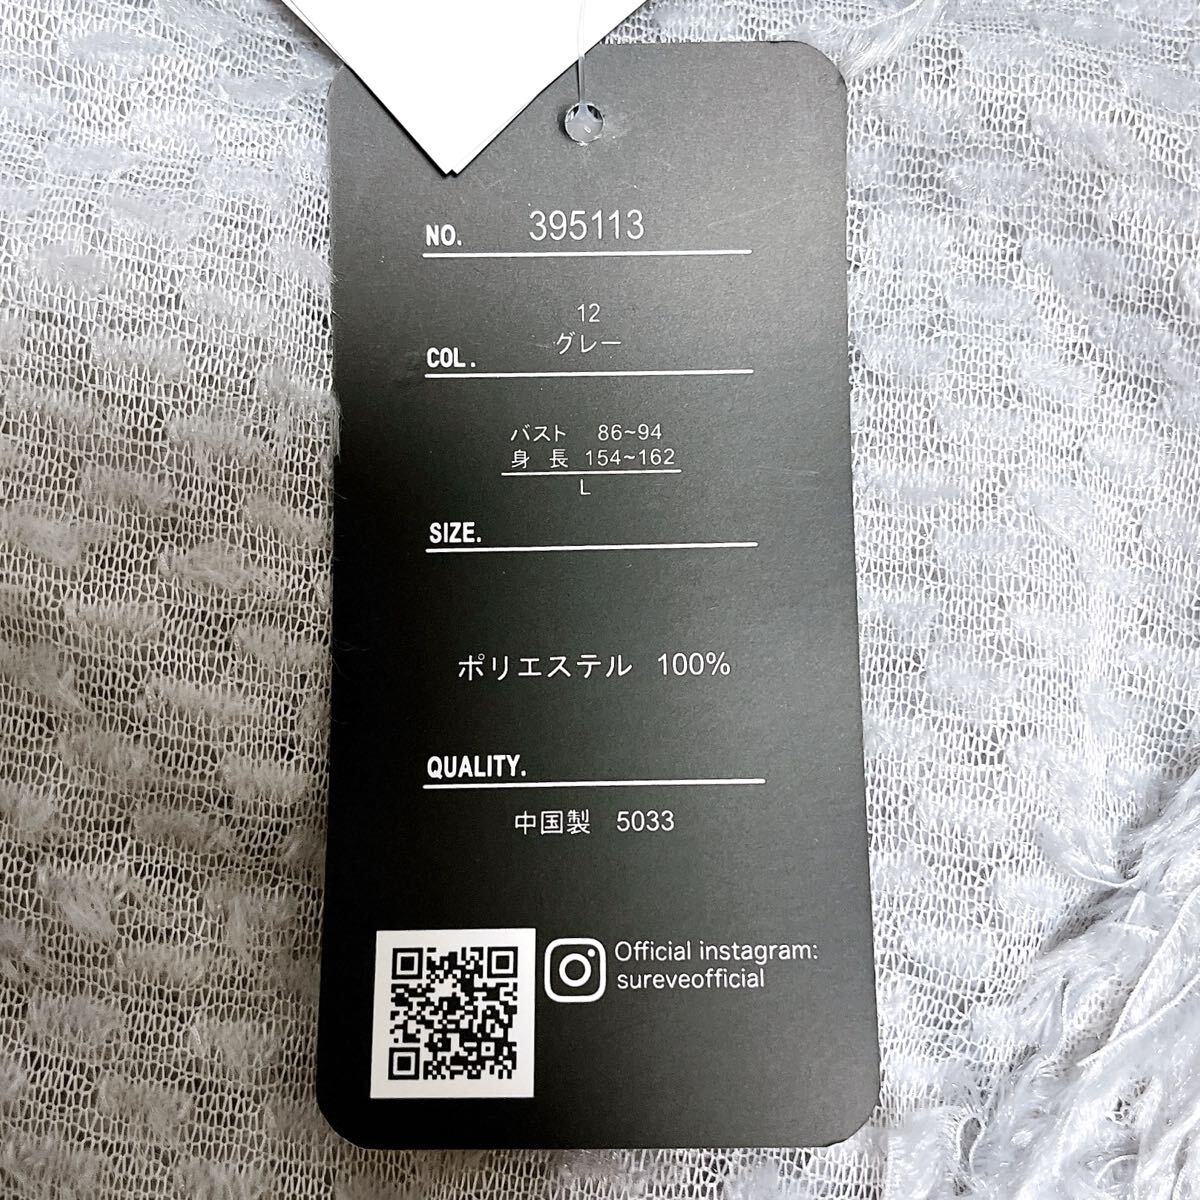 NO. 395113
12
グレー
COL.
バスト 86~94
身 長 154~162
L
SIZE.
ポリエステル 100%
QUALITY.
中国製 5033
Official instagram:
sureveofficial